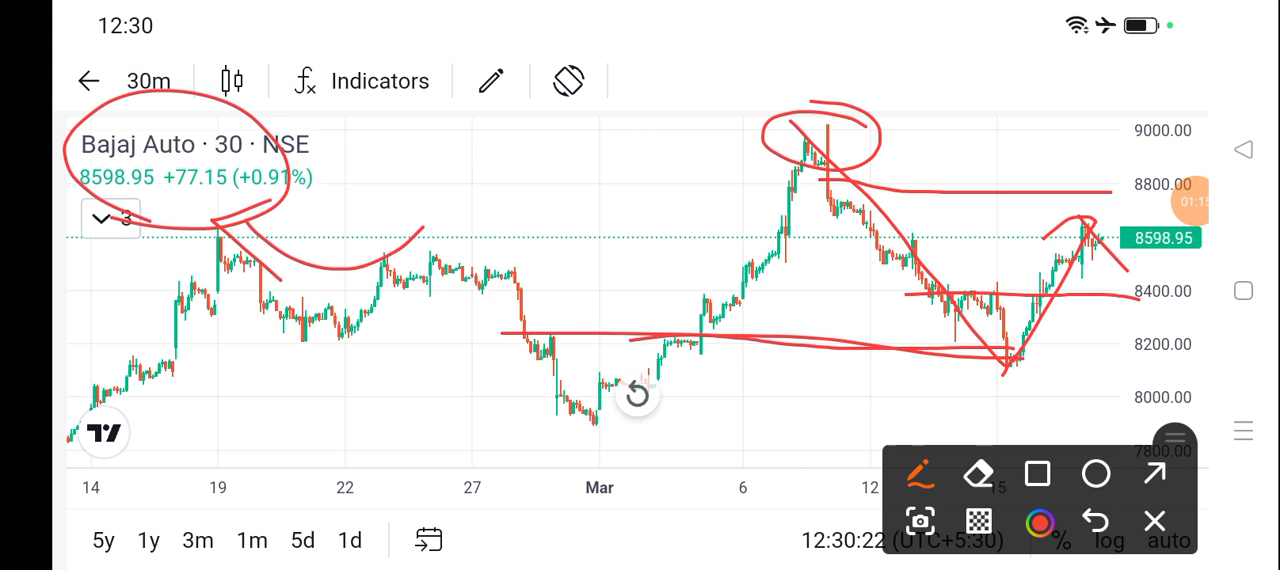 12:30
30m
Indicators
Bajaj Auto · 30 · NSE
8598.95 +77.15 (+0.91%)
3
9000.00
8800.00
01:15
8598.95
8400.00
8200.00
8000.00
7800.00
14 19 22 27 Mar 6 12 15
5y 1y 3m 1m 5d 1d
12:30:22 (UTC+5:30) % log auto